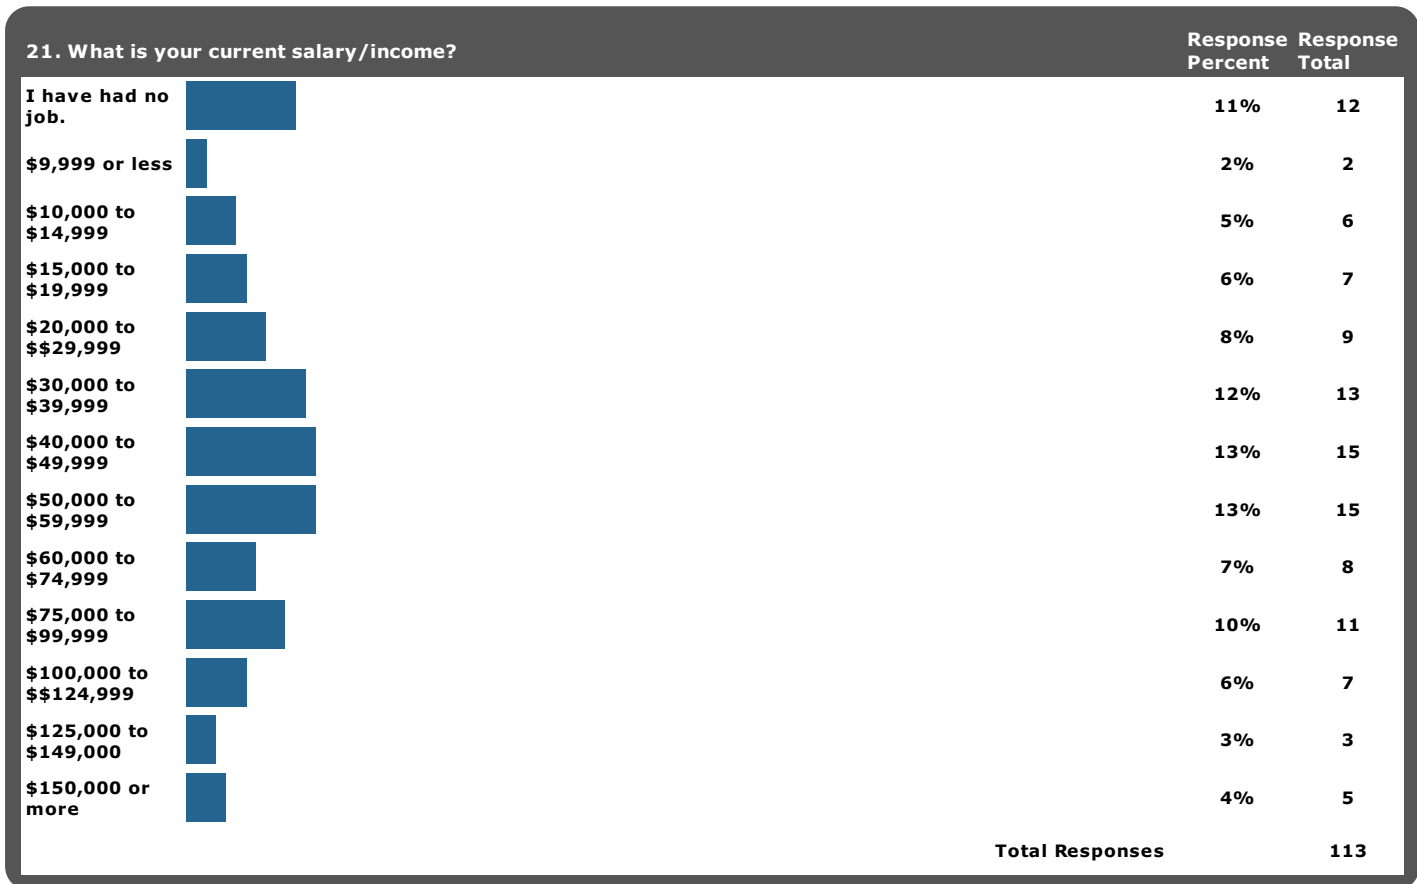 21. What is your current salary/income?
Response Response
Percent Total
I have had no
job.
11% 12
$9,999 or less 2% 2
$10,000 to
$14,999
5% 6
$15,000 to
$19,999
6% 7
$20,000 to
$$29,999
8% 9
$30,000 to
$39,999
12% 13
$40,000 to
$49,999
13% 15
$50,000 to
$59,999
13% 15
$60,000 to
$74,999
7% 8
$75,000 to
$99,999
10% 11
$100,000 to
$$124,999
6% 7
$125,000 to
$149,000
3% 3
$150,000 or
more
4% 5
Total Responses 113